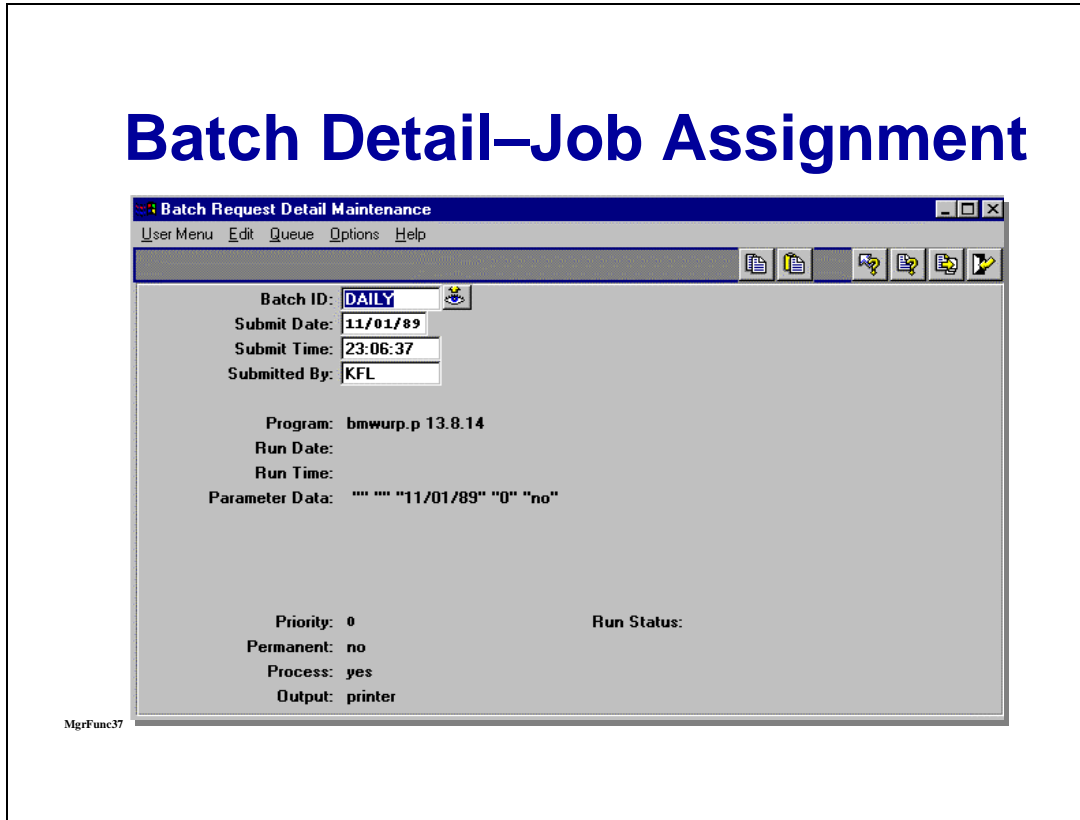 Batch Detail–Job Assignment
Batch Request Detail Maintenance
User Menu Edit Queue Options Help
Batch ID: DAILY
Submit Date: 11/01/89
Submit Time: 23:06:37
Submitted By: KFL
Program: bmwurp.p 13.8.14
Run Date:
Run Time:
Parameter Data: "" "" "11/01/89" "0" "no"
Priority: 0 Run Status:
Permanent: no
Process: yes
Output: printer
MgrFunc37